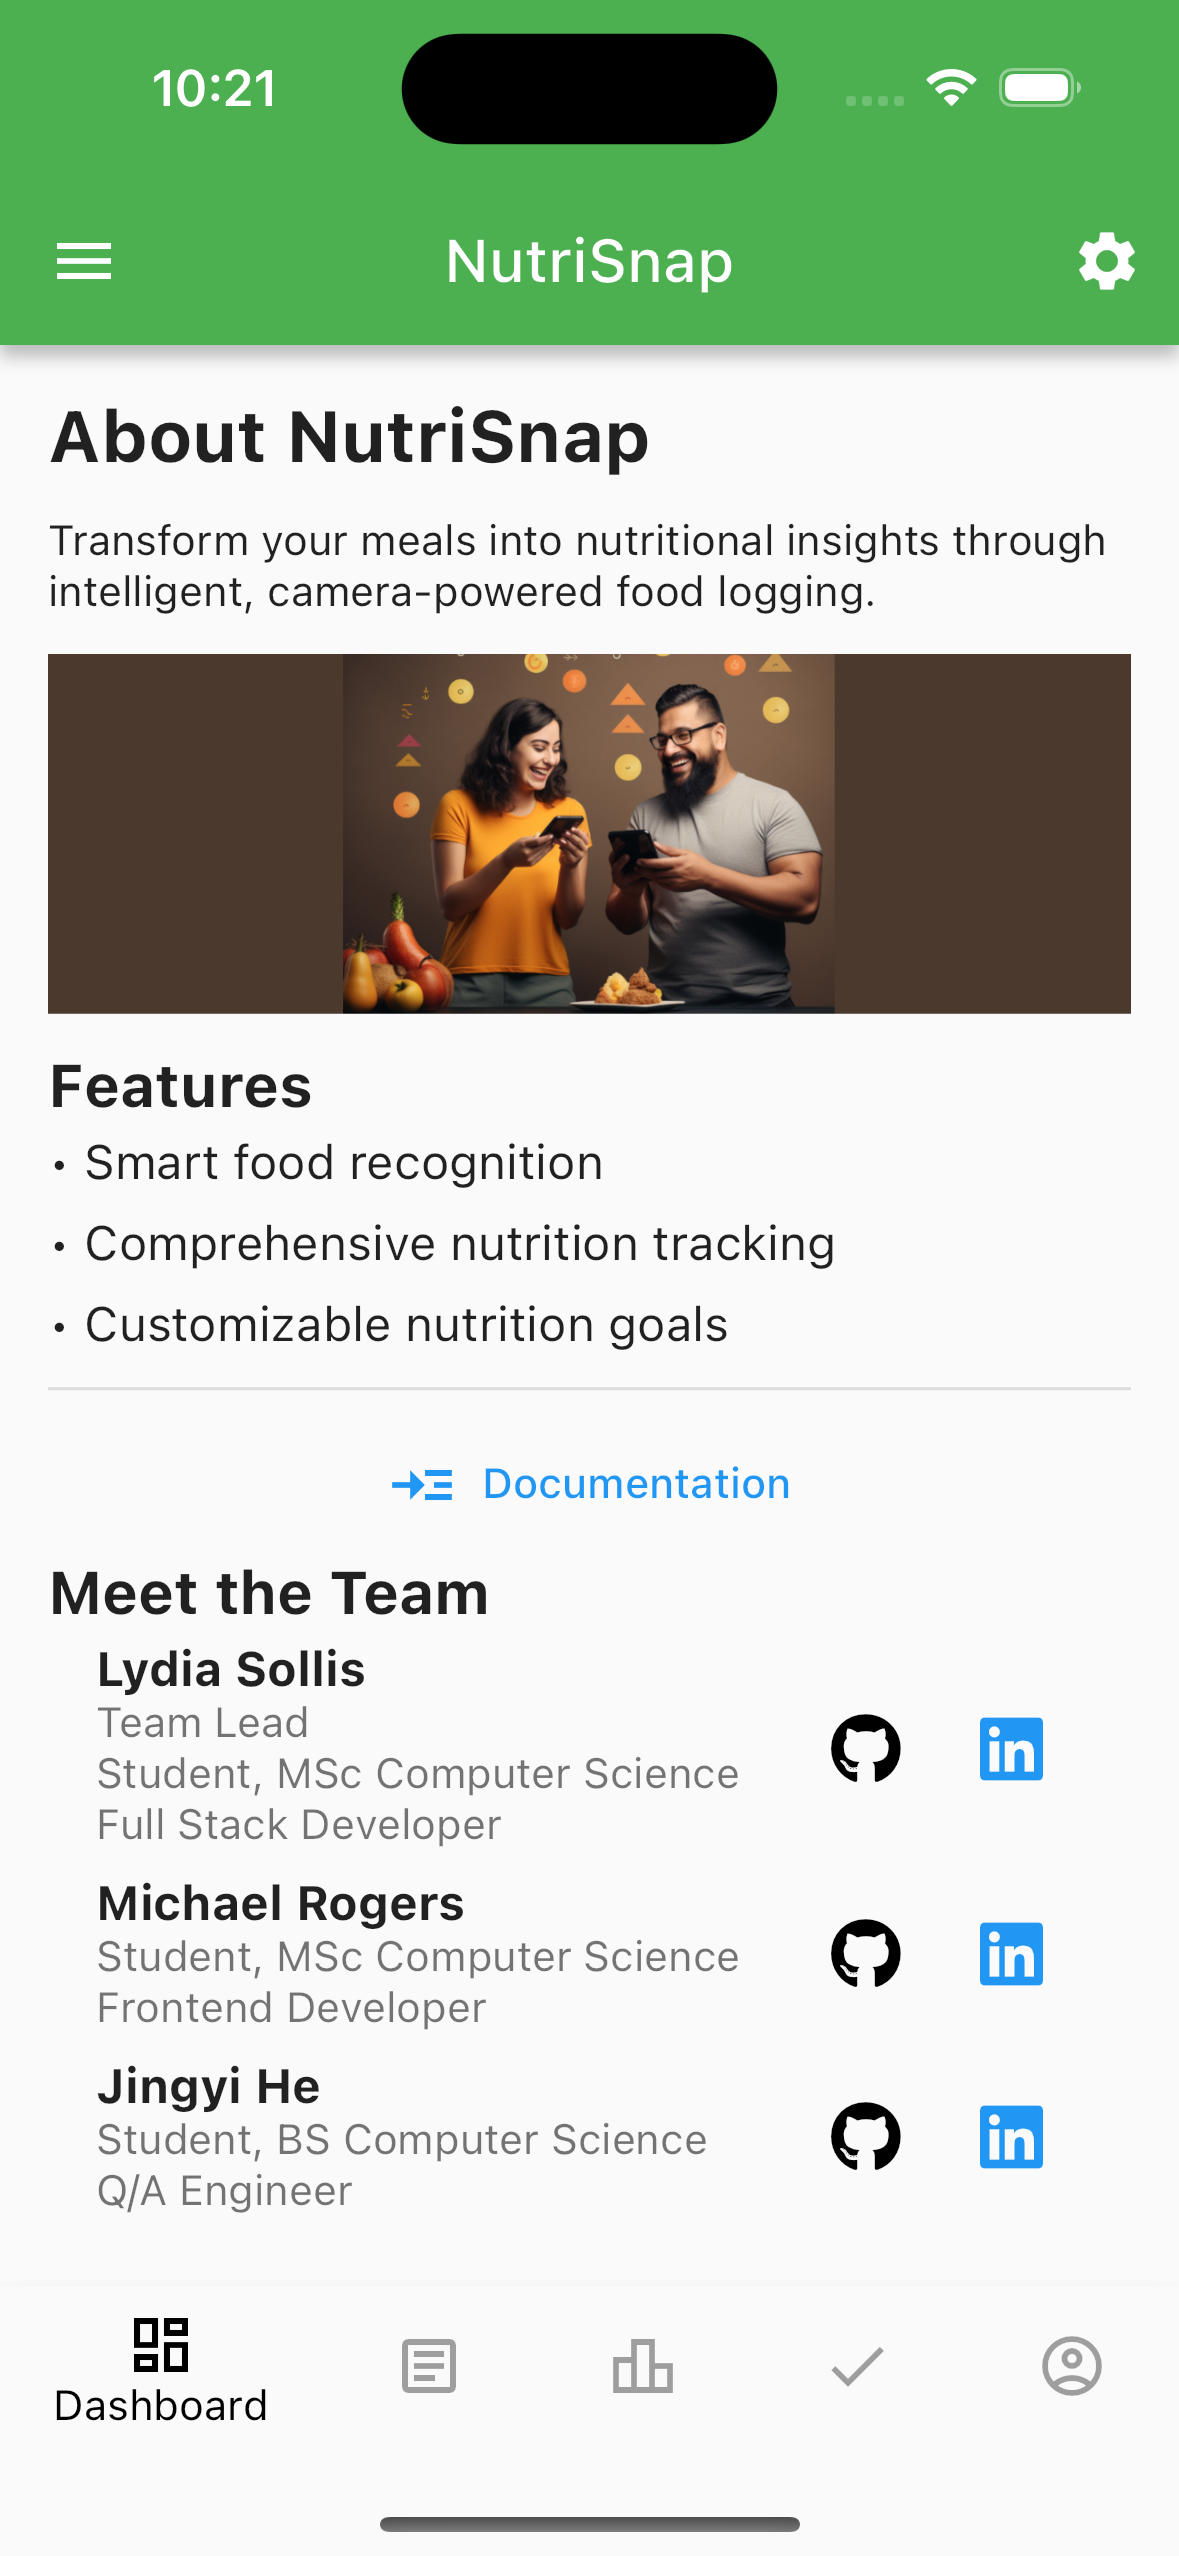 10:21
NutriSnap
About NutriSnap
Transform your meals into nutritional insights through
intelligent, camera-powered food logging.
Features
• Smart food recognition
• Comprehensive nutrition tracking
• Customizable nutrition goals
Documentation
Meet the Team
Lydia Sollis
Team Lead
Student, MSc Computer Science
Full Stack Developer
in
Michael Rogers
Student, MSc Computer Science
Frontend Developer
in
Jingyi He
Student, BS Computer Science
Q/A Engineer
in
Dashboard